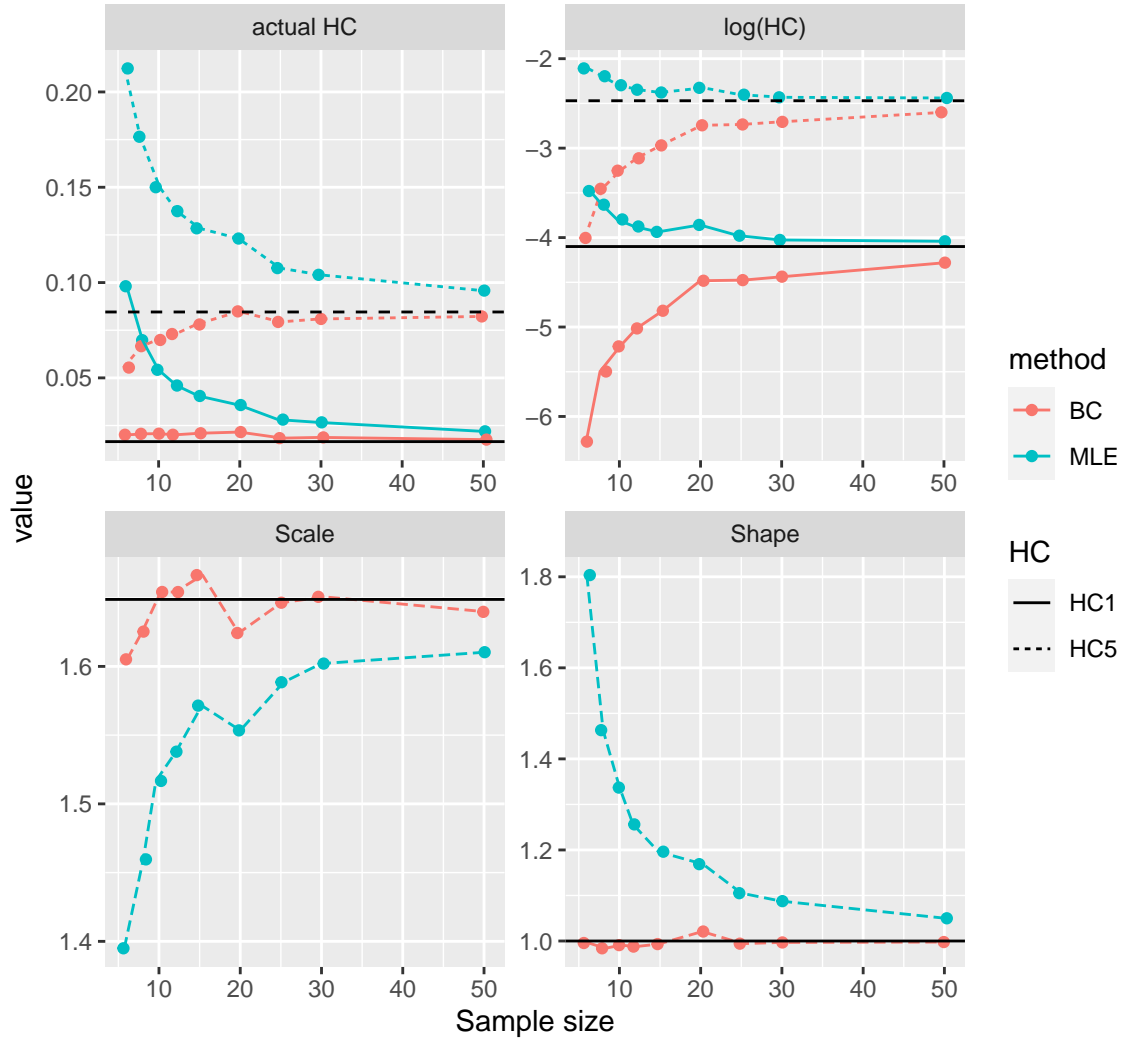 actual HC
log(HC)
0.20
0.15
0.10
0.05
10 20 30 40 50
−2
−3
−4
−5
−6
10 20 30 40 50
value
Scale
Shape
1.6
1.5
1.4
10 20 30 40 50
1.8
1.6
1.4
1.2
1.0
10 20 30 40 50
Sample size
method
BC
MLE
HC
HC1
HC5